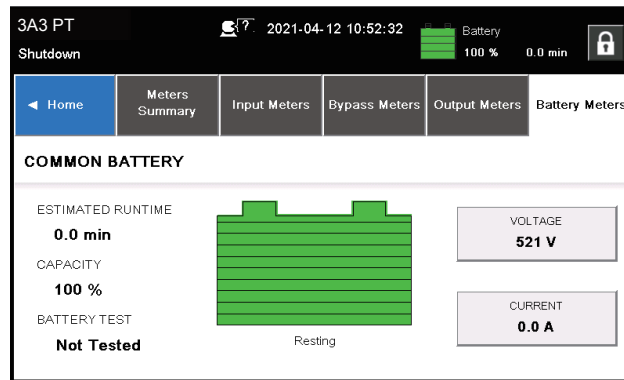 3A3 PT
? 2021-04-12 10:52:32
Battery
Shutdown
100 % 0.0 min
◄ Home
Meters
Summary
Input Meters
Bypass Meters
Output Meters
Battery Meters
COMMON BATTERY
ESTIMATED RUNTIME
0.0 min
CAPACITY
100 %
BATTERY TEST
Not Tested
Resting
VOLTAGE
521 V
CURRENT
0.0 A